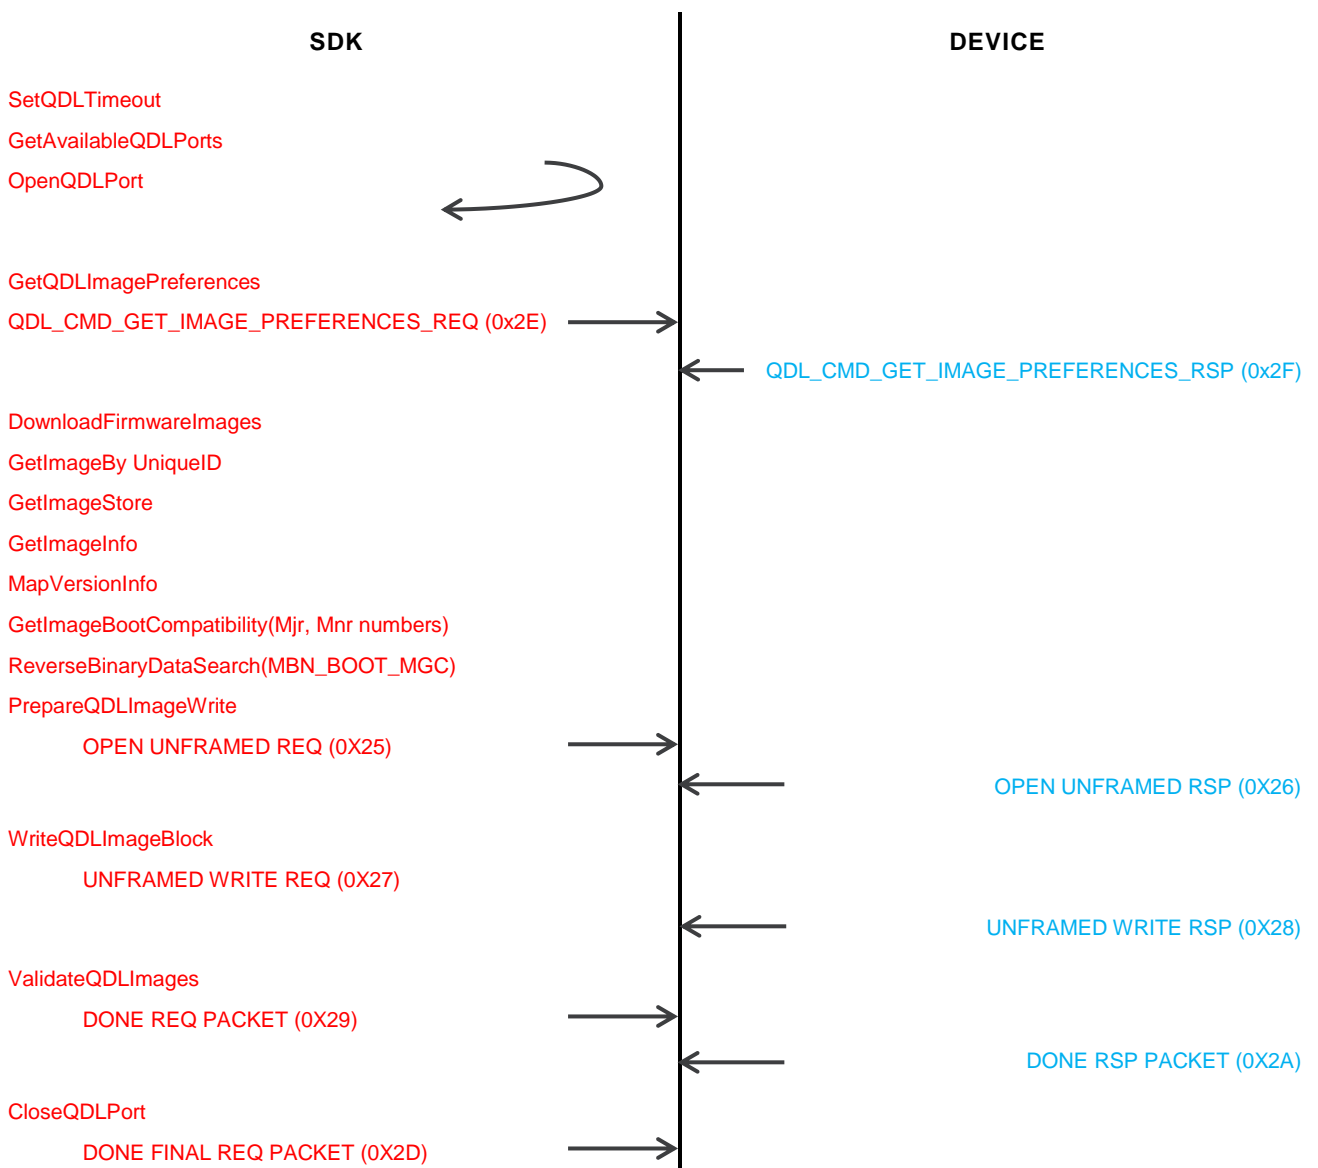 SDK
DEVICE
SetQDLTimeout
GetAvailableQDLPorts
OpenQDLPort
GetQDLImagePreferences
QDL_CMD_GET_IMAGE_PREFERENCES_REQ (0x2E)
QDL_CMD_GET_IMAGE_PREFERENCES_RSP (0x2F)
DownloadFirmwareImages
GetImageBy UniqueID
GetImageStore
GetImageInfo
MapVersionInfo
GetImageBootCompatibility(Mjr, Mnr numbers)
ReverseBinaryDataSearch(MBN_BOOT_MGC)
PrepareQDLImageWrite
OPEN UNFRAMED REQ (0X25)
OPEN UNFRAMED RSP (0X26)
WriteQDLImageBlock
UNFRAMED WRITE REQ (0X27)
UNFRAMED WRITE RSP (0X28)
ValidateQDLImages
DONE REQ PACKET (0X29)
DONE RSP PACKET (0X2A)
CloseQDLPort
DONE FINAL REQ PACKET (0X2D)